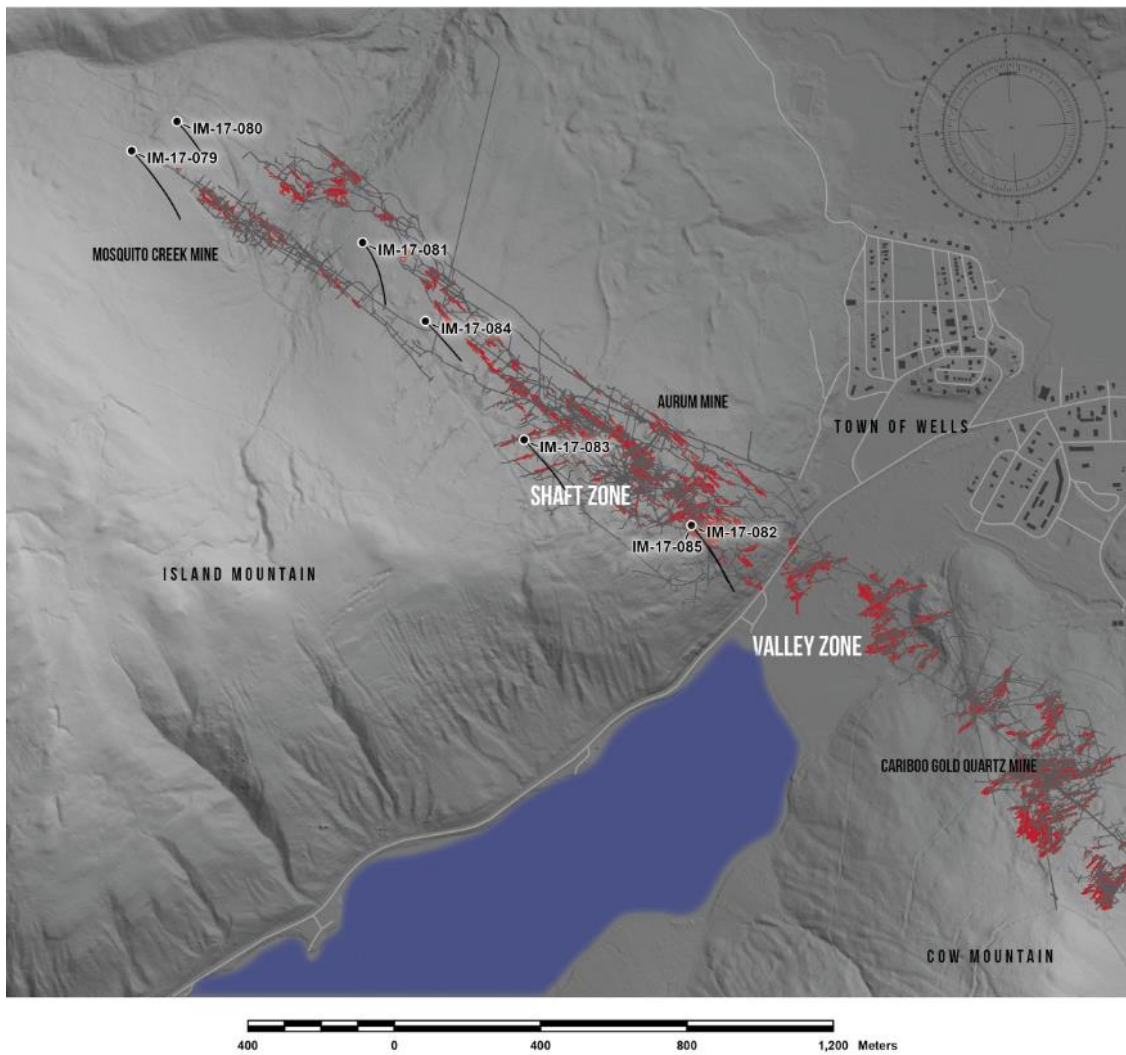 IM-17-080
IM-17-079
MOSQUITO CREEK MINE
IM-17-081
IM-17-084
AURUM MINE
TOWN OF WELLS
IM-17-083
SHAFT ZONE
IM-17-082
IM-17-085
ISLAND MOUNTAIN
VALLEY ZONE
CARIBOO GOLD QUARTZ MINE
COW MOUNTAIN
400 0 400 800 1,200 Meters